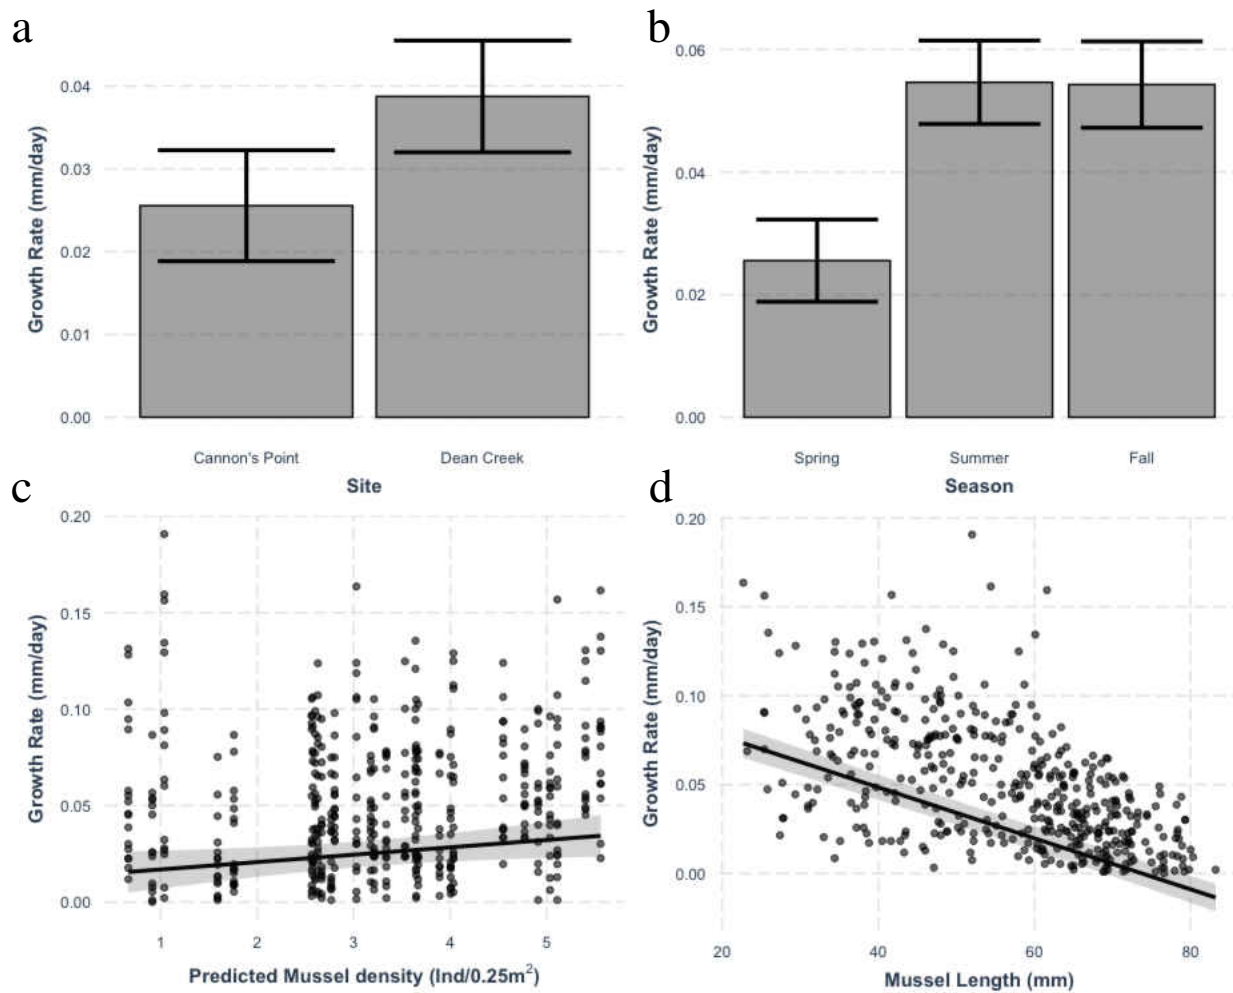 a
0.04
0.03
0.02
0.01
0.00
Growth Rate (mm/day)
Cannon's Point
Dean Creek
Site
b
0.06
0.04
0.02
0.00
Growth Rate (mm/day)
Spring
Summer
Fall
Season
c
0.20
0.15
0.10
0.05
0.00
Growth Rate (mm/day)
1
2
3
4
5
Predicted Mussel density (Ind/0.25m²)
d
0.20
0.15
0.10
0.05
0.00
Growth Rate (mm/day)
20
40
60
80
Mussel Length (mm)